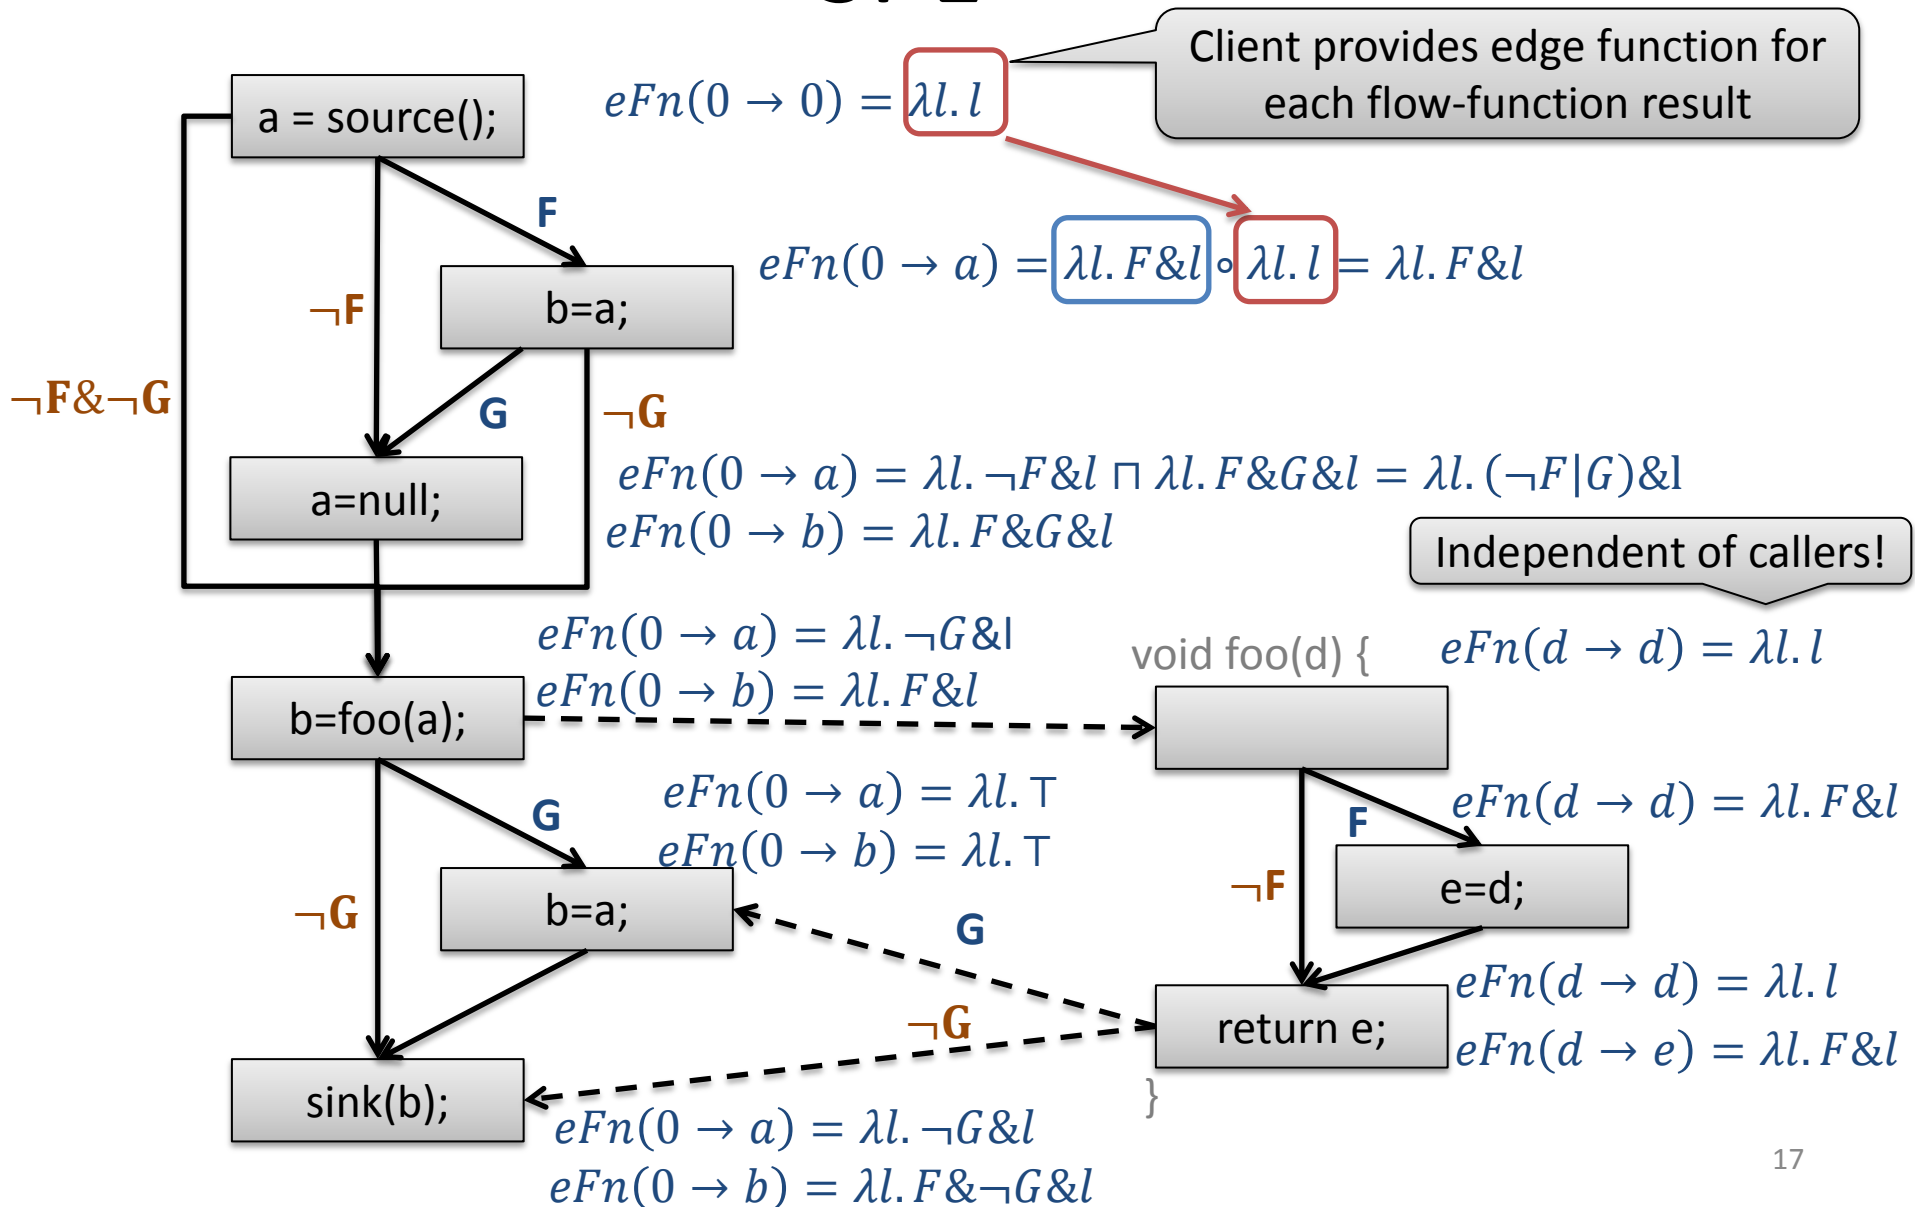 Client provides edge function for
each flow-function result
a = source();
eFn(0 → 0) = λl. l
F
eFn(0 → a) = λl. F&l ∘ λl. l = λl. F&l
¬F
b=a;
¬F&¬G
G
¬G
eFn(0 → a) = λl. ¬F&l ⊓ λl. F&G&l = λl. (¬F|G)&l
a=null;
eFn(0 → b) = λl. F&G&l
Independent of callers!
eFn(0 → a) = λl. ¬G&l
void foo(d) {
eFn(d → d) = λl. l
eFn(0 → b) = λl. F&l
b=foo(a);
eFn(0 → a) = λl. ⊤
eFn(d → d) = λl. F&l
G
F
eFn(0 → b) = λl. ⊤
¬F
e=d;
¬G
b=a;
G
eFn(d → d) = λl. l
¬G
return e;
eFn(d → e) = λl. F&l
sink(b);
}
eFn(0 → a) = λl. ¬G&l
eFn(0 → b) = λl. F&¬G&l
17